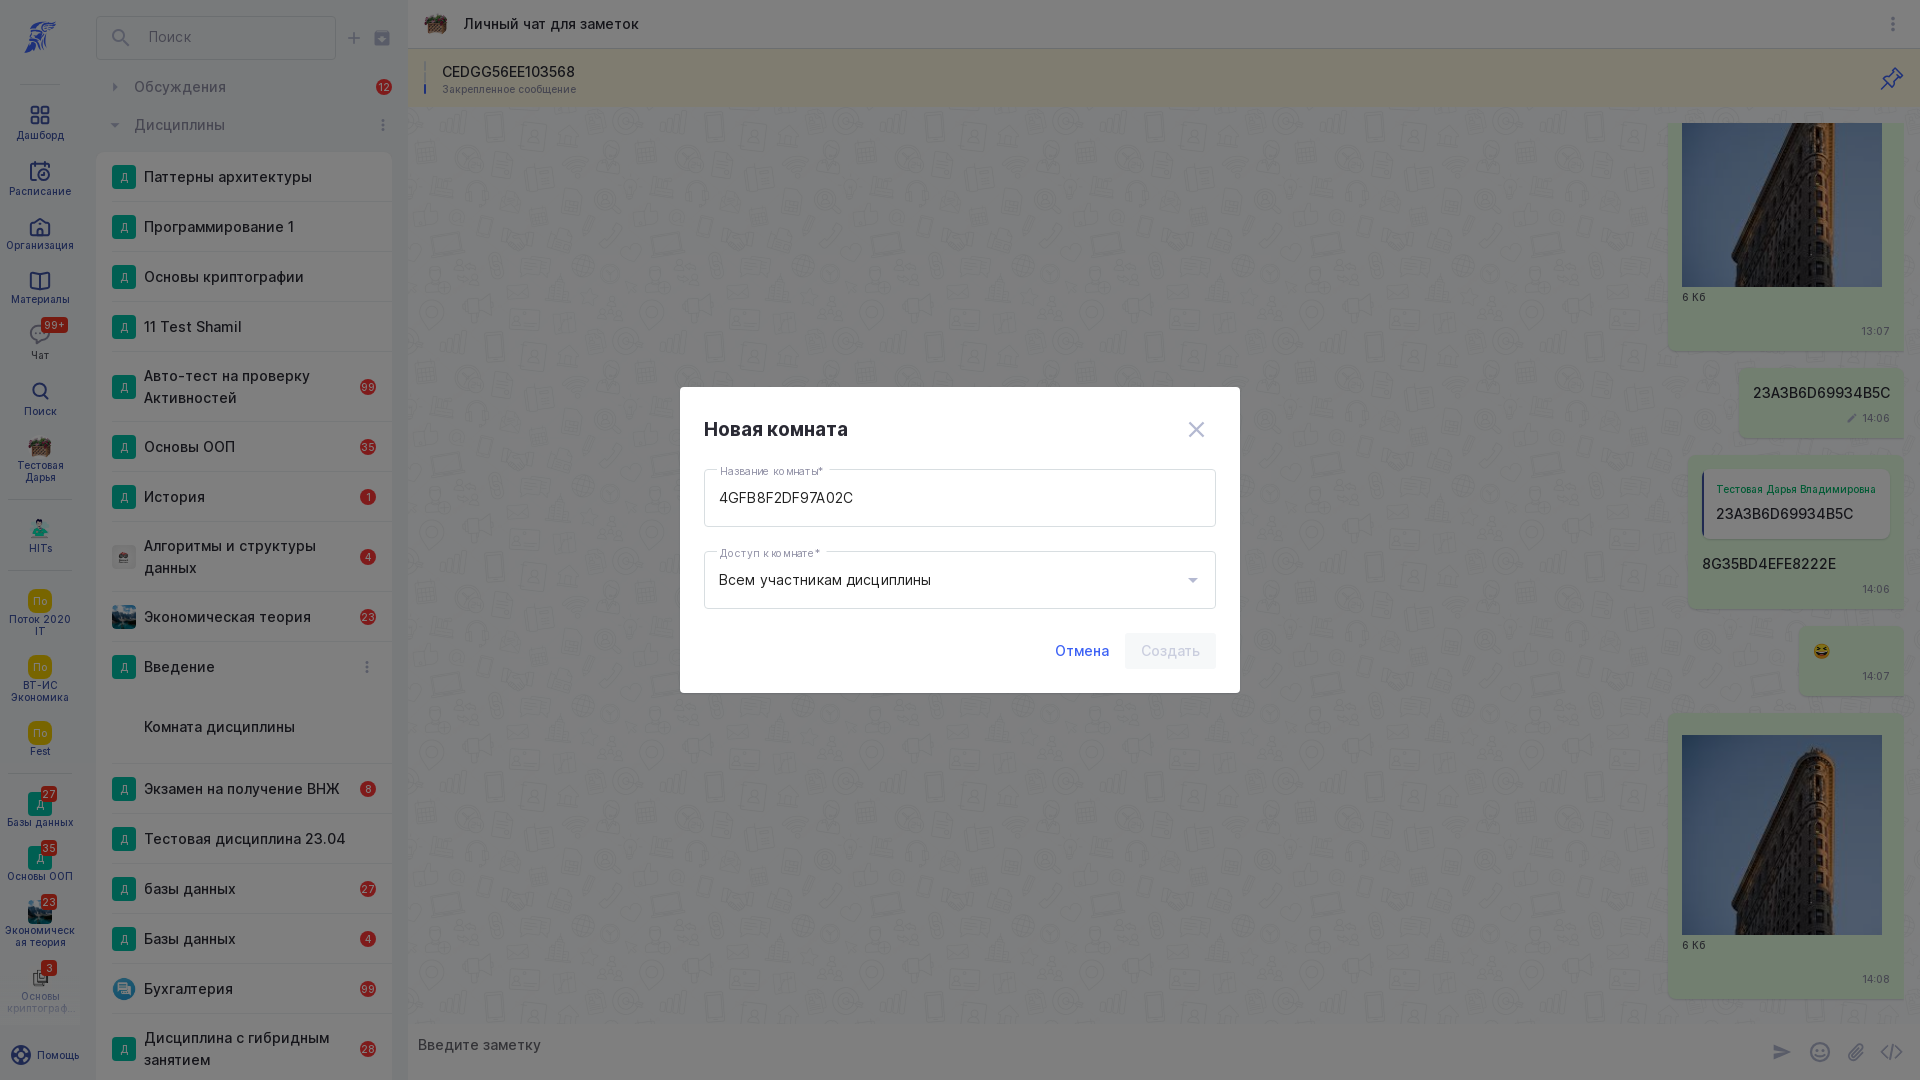 Дашборд
Расписание
Организация
Материалы
99+
Чат
Поиск
Тестовая
Дарья
HITs
По
Поток 2020
IT
По
ВТ-ИС
Экономика
По
Fest
27
Д
Базы данных
35
Д
Основы ООП
23
Экономическ
ая теория
3
Основы
криптограф..
Помощь
Поиск
Обсуждения
12
Дисциплины
Д
Паттерны архитектуры
Д
Программирование 1
Д
Основы криптографии
Д
11 Test Shamil
Д
Авто-тест на проверку
Активностей
99
Д
Основы ООП
35
Д
История
1
Алгоритмы и структуры
данных
4
Экономическая теория
23
Д
Введение
Комната дисциплины
Д
Экзамен на получение ВНЖ
8
Д
Тестовая дисциплина 23.04
Д
базы данных
27
Д
Базы данных
4
Бухгалтерия
99
Д
Дисциплина с гибридным
занятием
28
Личный чат для заметок
CEDGG56EE103568
Закрепленное сообщение
6 Кб
13:07
23A3B6D69934B5C
14:06
Тестовая Дарья Владимировна
23A3B6D69934B5C
8G35BD4EFE8222E
14:06
14:07
6 Кб
14:08
Введите заметку
Новая комната
Название комнаты*
4GFB8F2DF97A02C
Доступ к комнате*
Всем участникам дисциплины
Отмена
Создать